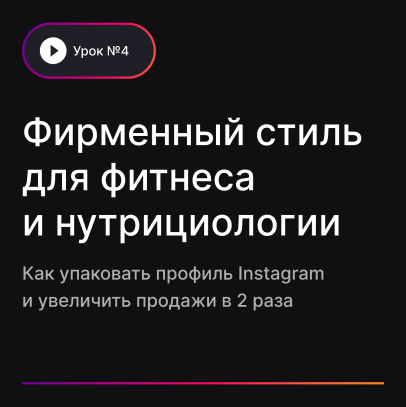 Урок №4
Фирменный стиль
для фитнеса
и нутрициологии
Как упаковать профиль Instagram
и увеличить продажи в 2 раза